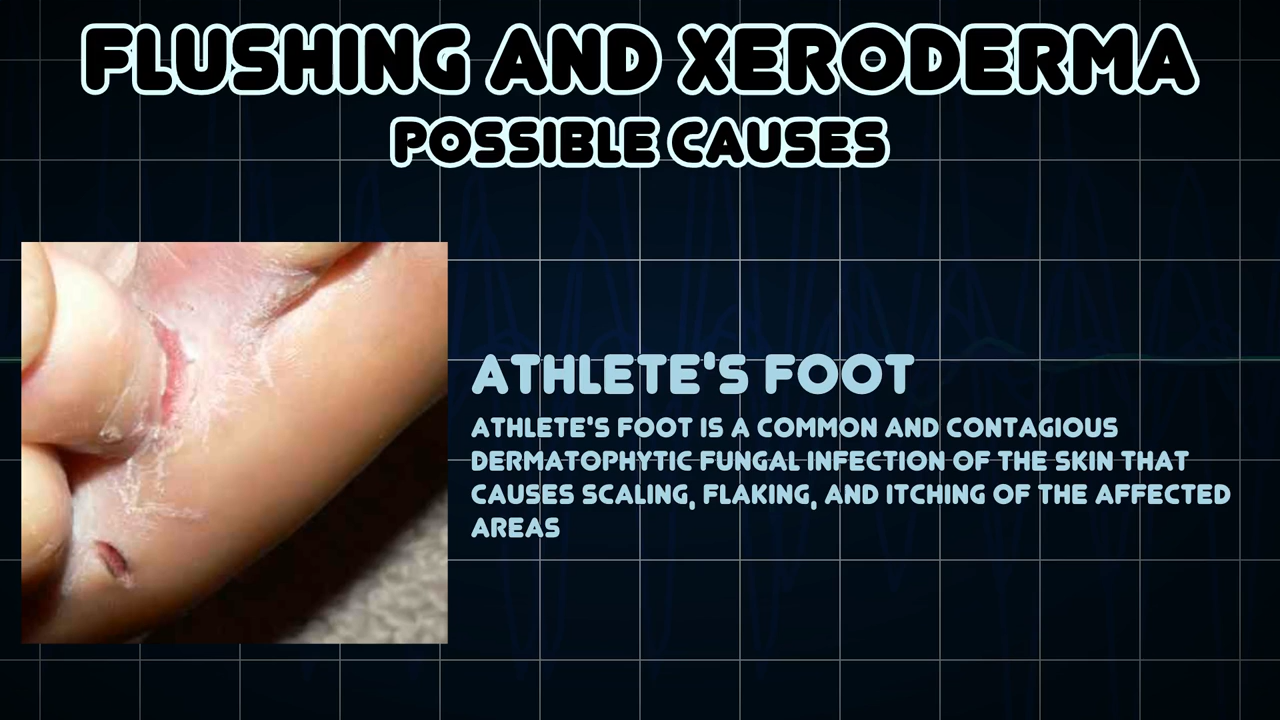 FLUSHING AND XERODERMA
POSSIBLE CAUSES
ATHLETE'S FOOT
ATHLETE'S FOOT IS A COMMON AND CONTAGIOUS
DERMATOPHYTIC FUNGAL INFECTION OF THE SKIN THAT
CAUSES SCALING, FLAKING, AND ITCHING OF THE AFFECTED
AREAS